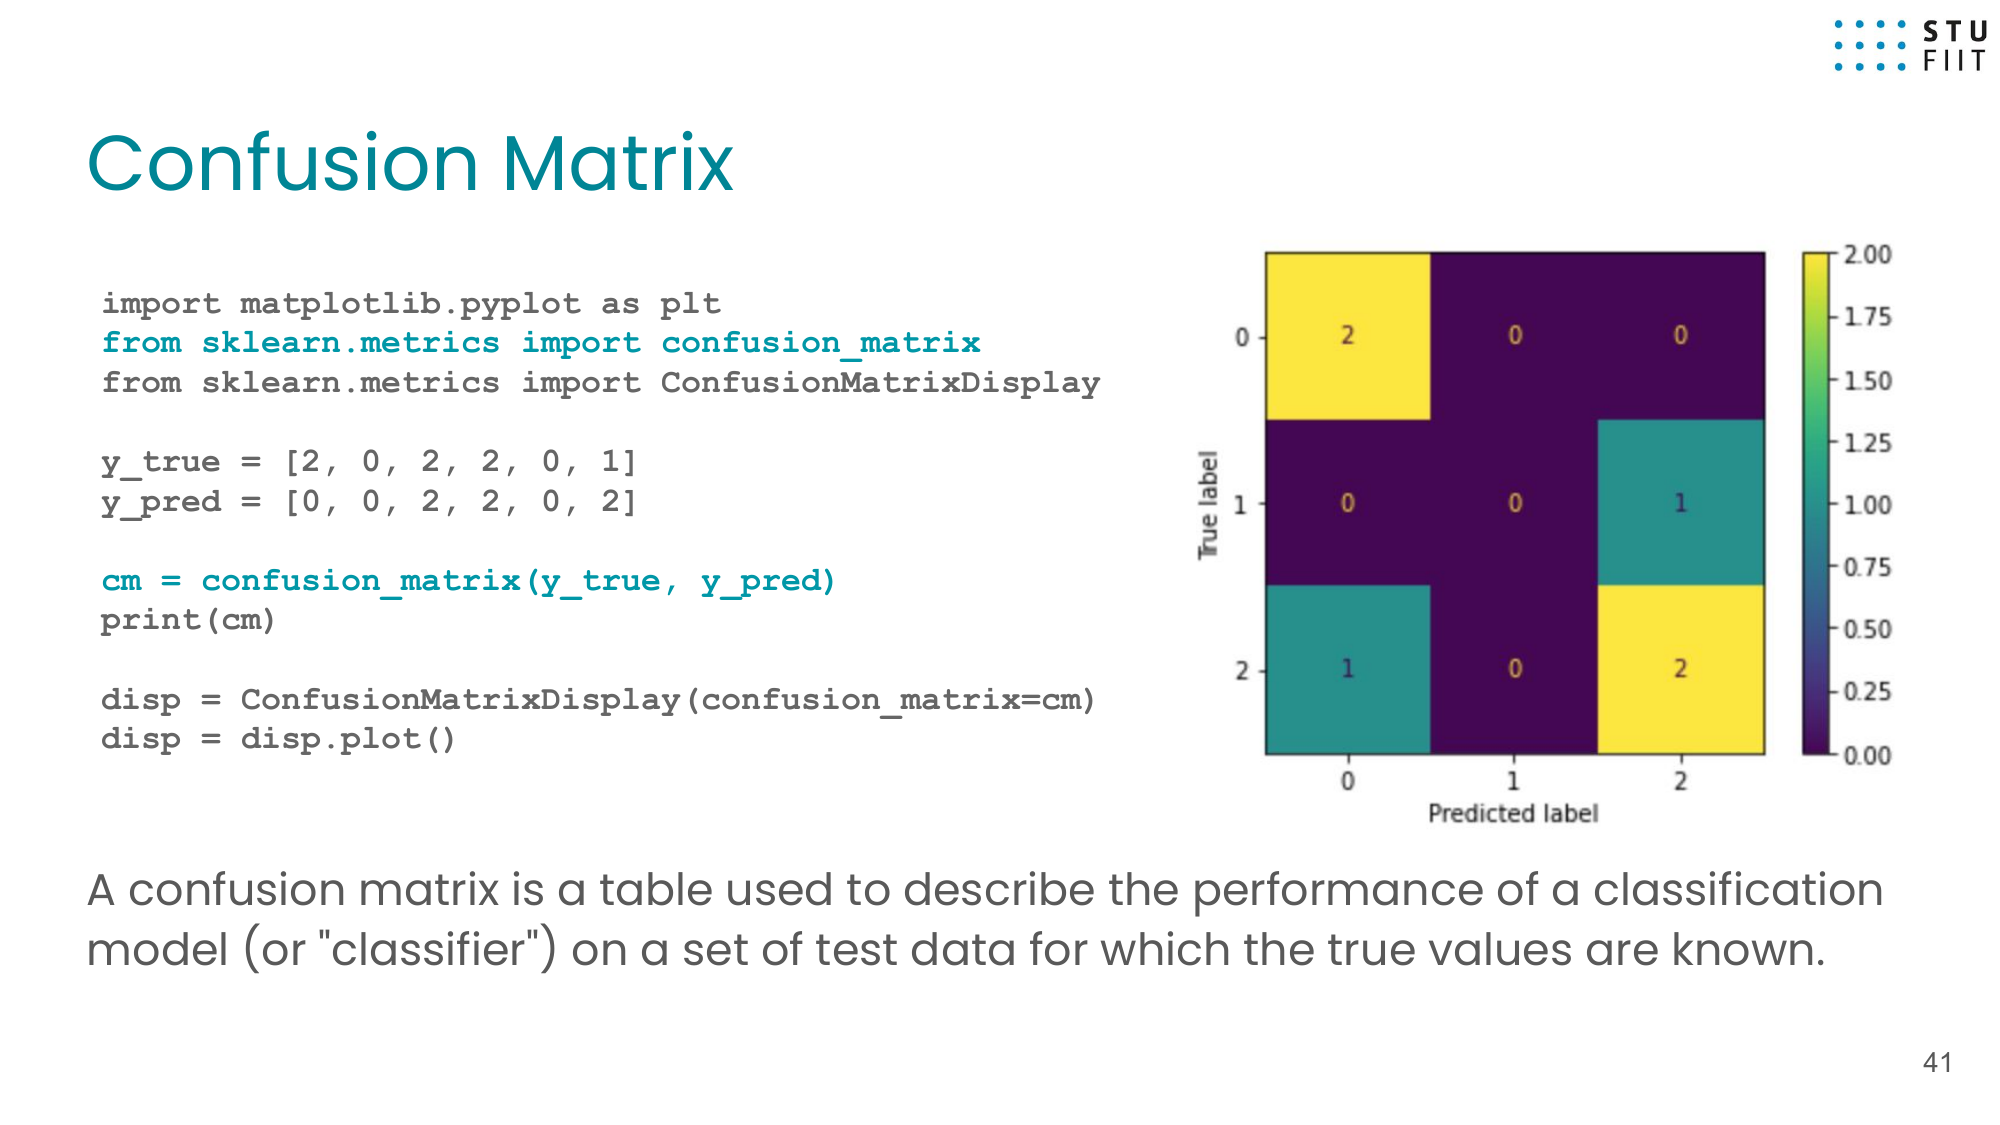 STU
FIIT
Confusion Matrix
import matplotlib.pyplot as plt
from sklearn.metrics import confusion_matrix
from sklearn.metrics import ConfusionMatrixDisplay
y_true = [2, 0, 2, 2, 0, 1]
y_pred = [0, 0, 2, 2, 0, 2]
cm = confusion_matrix(y_true, y_pred)
print(cm)
disp = ConfusionMatrixDisplay(confusion_matrix=cm)
disp = disp.plot()
True label
0 2 0 0
1 0 0 1
2 1 0 2
0 1 2
Predicted label
2.00
1.75
1.50
1.25
1.00
0.75
0.50
0.25
0.00
A confusion matrix is a table used to describe the performance of a classification
model (or "classifier") on a set of test data for which the true values are known.
41